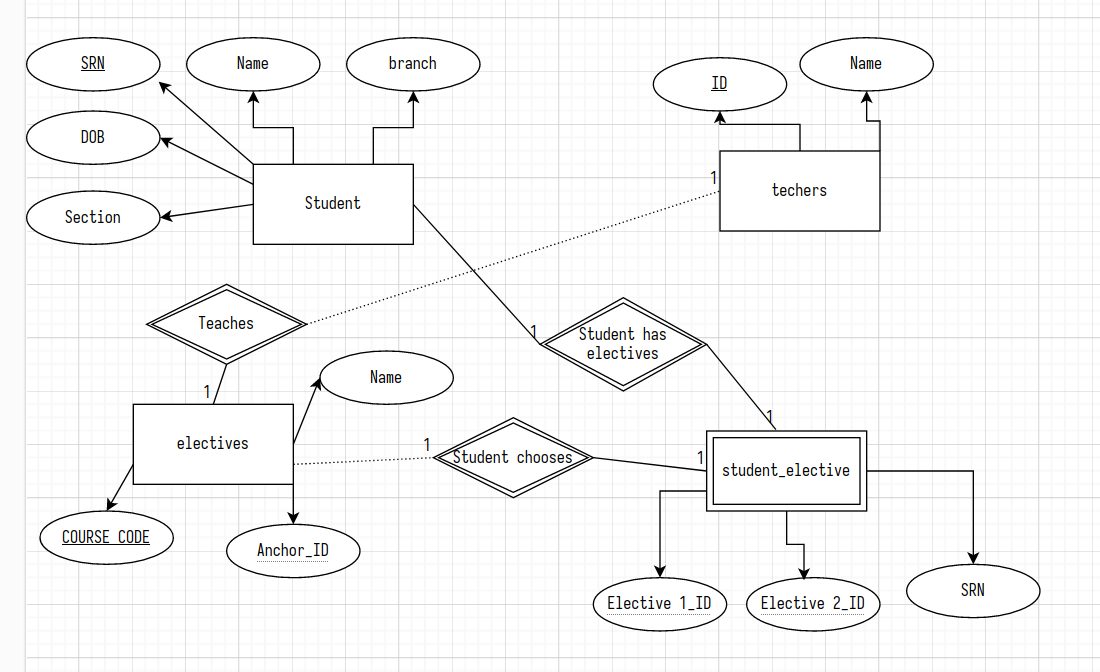 SRN
Name
branch
ID
Name
DOB
Section
Student
1
techers
Teaches
1
Student has
electives
1
Name
1
1
electives
Student chooses
1
student_elective
COURSE CODE
Anchor_ID
Elective 1_ID
Elective 2_ID
SRN